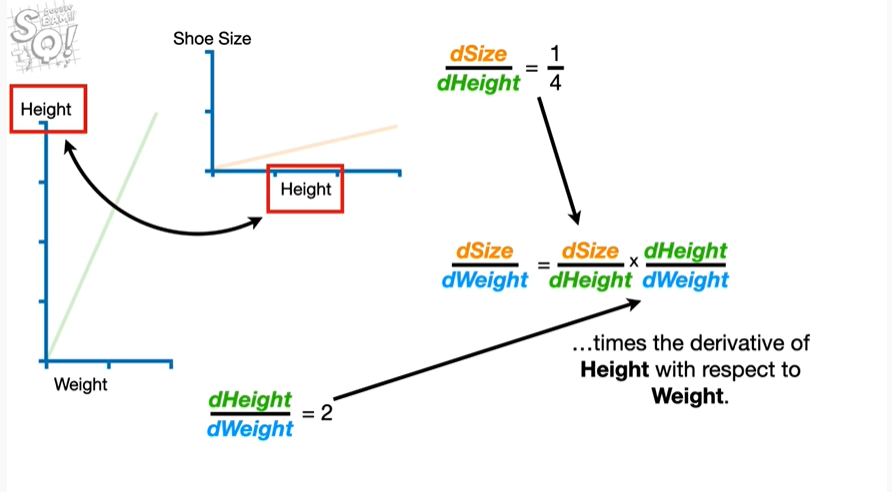 Shoe Size
Height
Height
Weight
dSize
dHeight
= 1
4
dSize
dWeight
= dSize
dHeight
x dHeight
dWeight
...times the derivative of
Height with respect to
Weight.
dHeight
dWeight
= 2